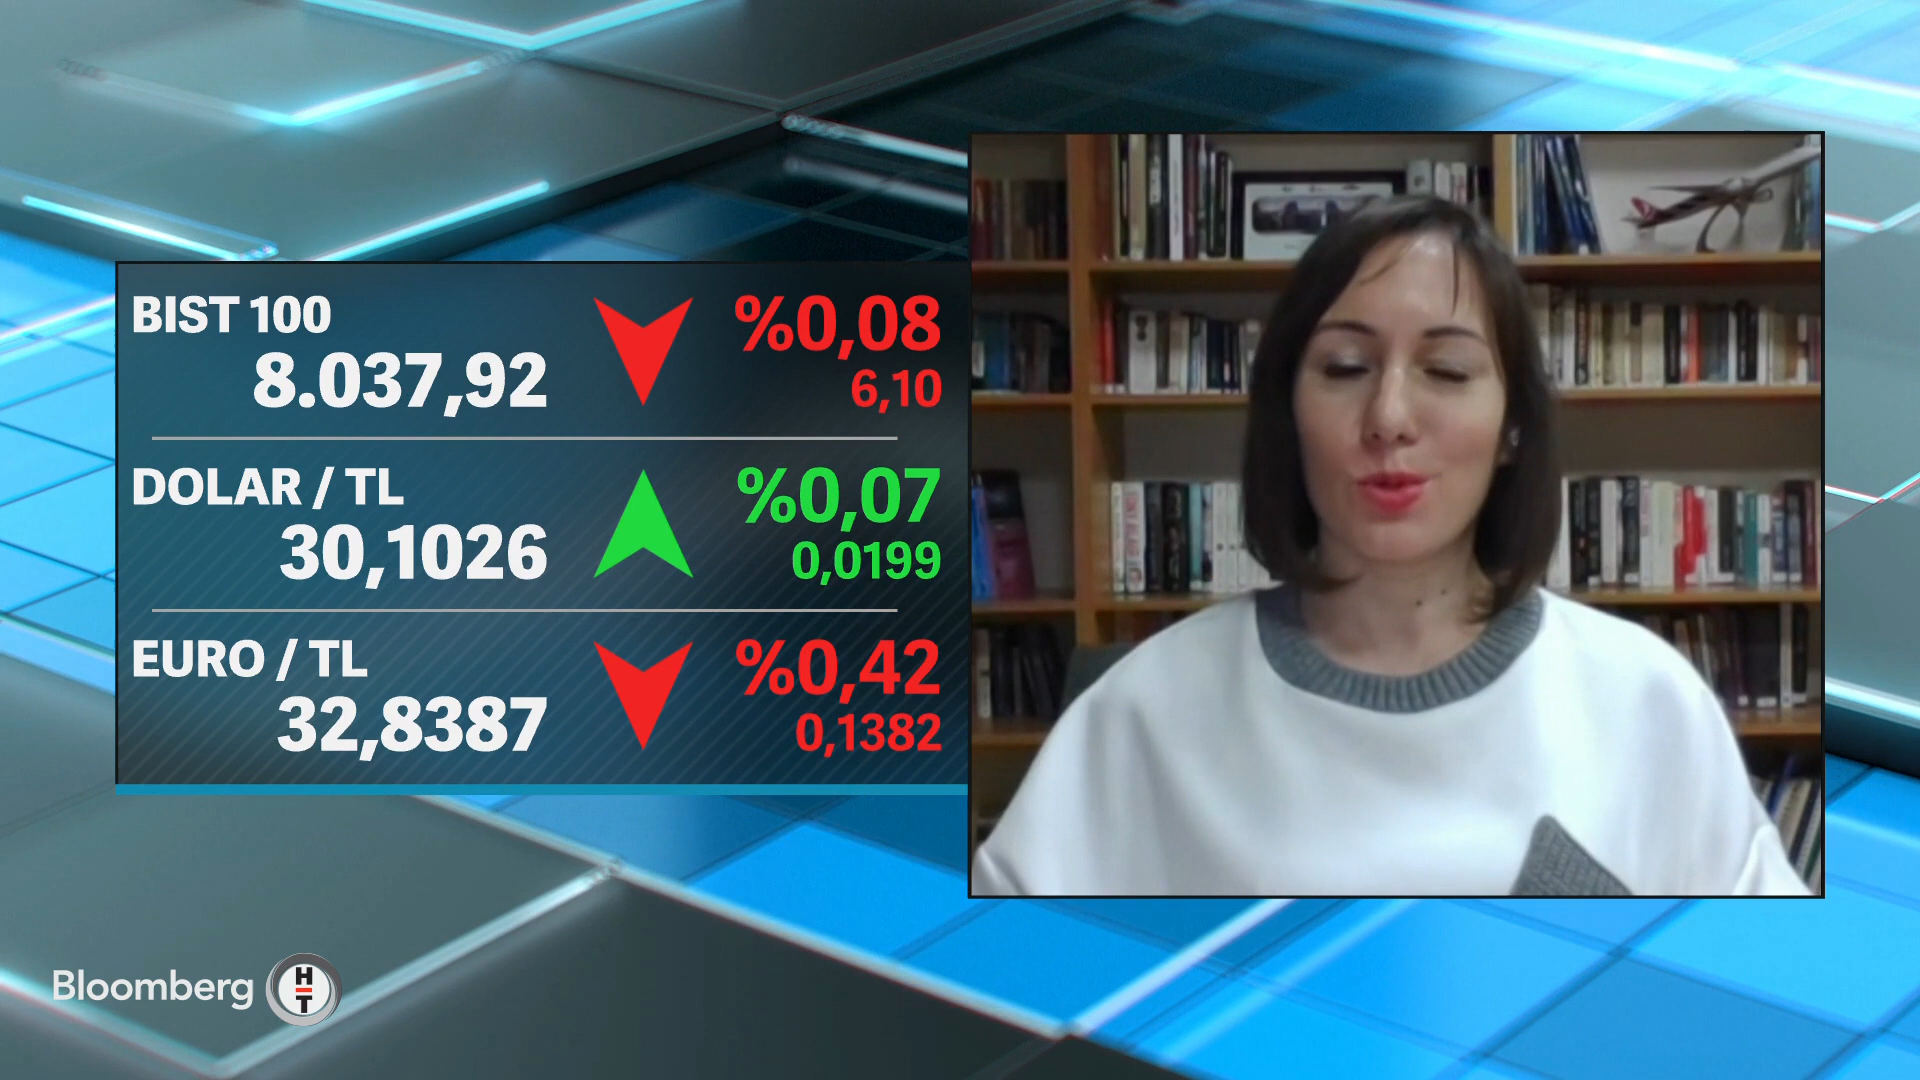 BIST 100
8.037,92
%0,08
6,10
DOLAR / TL
30,1026
%0,07
0,0199
EURO / TL
32,8387
%0,42
0,1382
Bloomberg HT